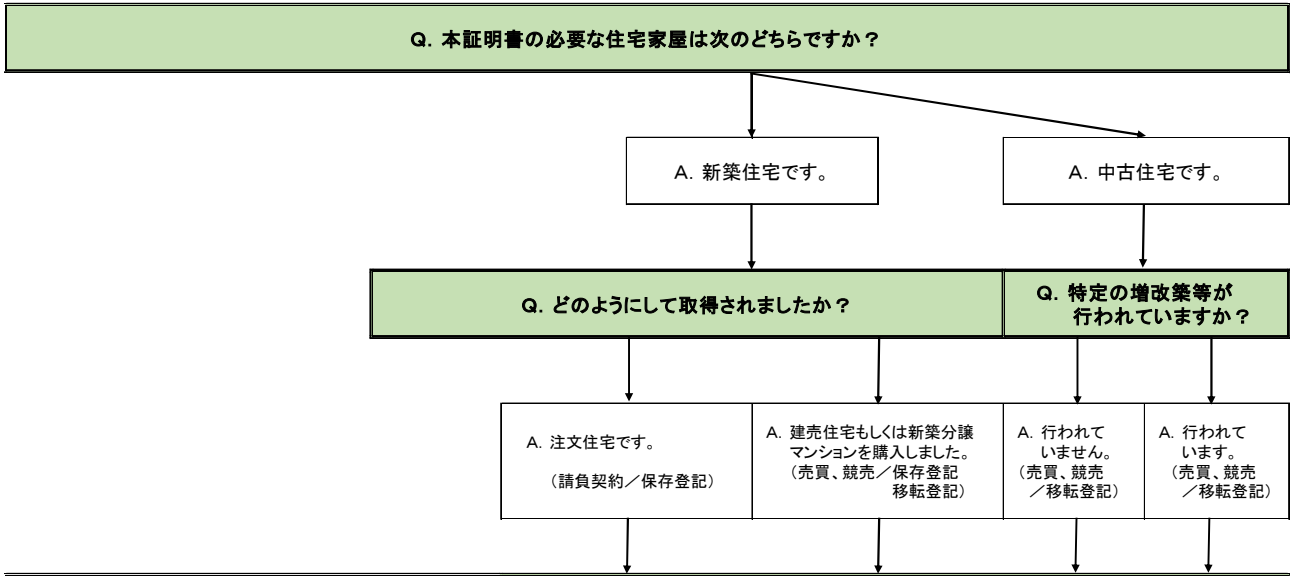 Q. 本証明書の必要な住宅家屋は次のどちらですか？
A. 新築住宅です。
A. 中古住宅です。
Q. どのようにして取得されましたか？
Q. 特定の増改築等が
行われていますか？
A. 注文住宅です。
（請負契約／保存登記）
A. 建売住宅もしくは新築分譲
マンションを購入しました。
（売買、競売／保存登記
移転登記）
A. 行われて
いません。
（売買、競売
／移転登記）
A. 行われて
います。
（売買、競売
／移転登記）